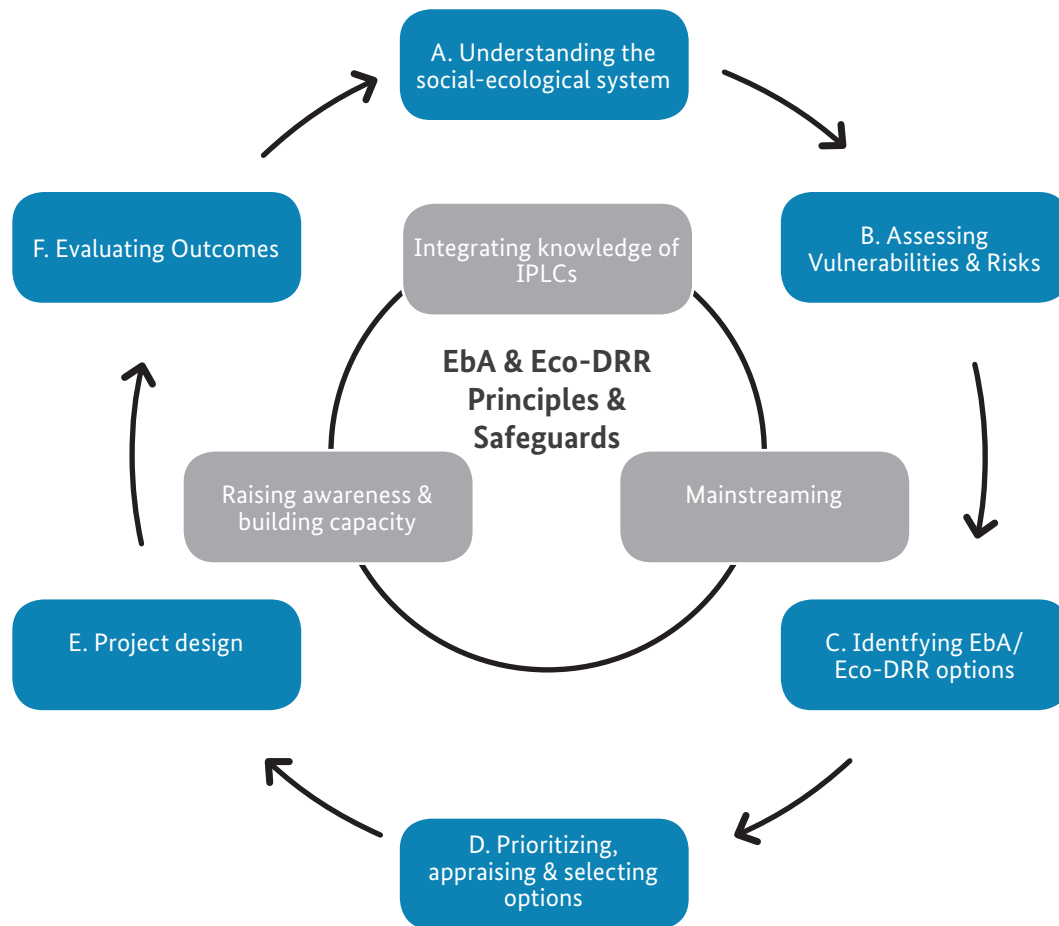 A. Understanding the
social-ecological system
B. Assessing
Vulnerabilities & Risks
C. Identfying EbA/
Eco-DRR options
D. Prioritizing,
appraising & selecting
options
E. Project design
F. Evaluating Outcomes
Integrating knowledge of
IPLCs
EbA & Eco-DRR
Principles &
Safeguards
Raising awareness &
building capacity
Mainstreaming